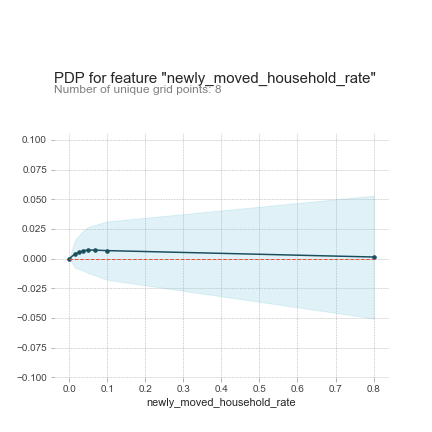 PDP for feature "newly_moved_household_rate"
Number of unique grid points: 8
0.100
0.075
0.050
0.025
0.000
−0.025
−0.050
−0.075
−0.100
0.0 0.1 0.2 0.3 0.4 0.5 0.6 0.7 0.8
newly_moved_household_rate